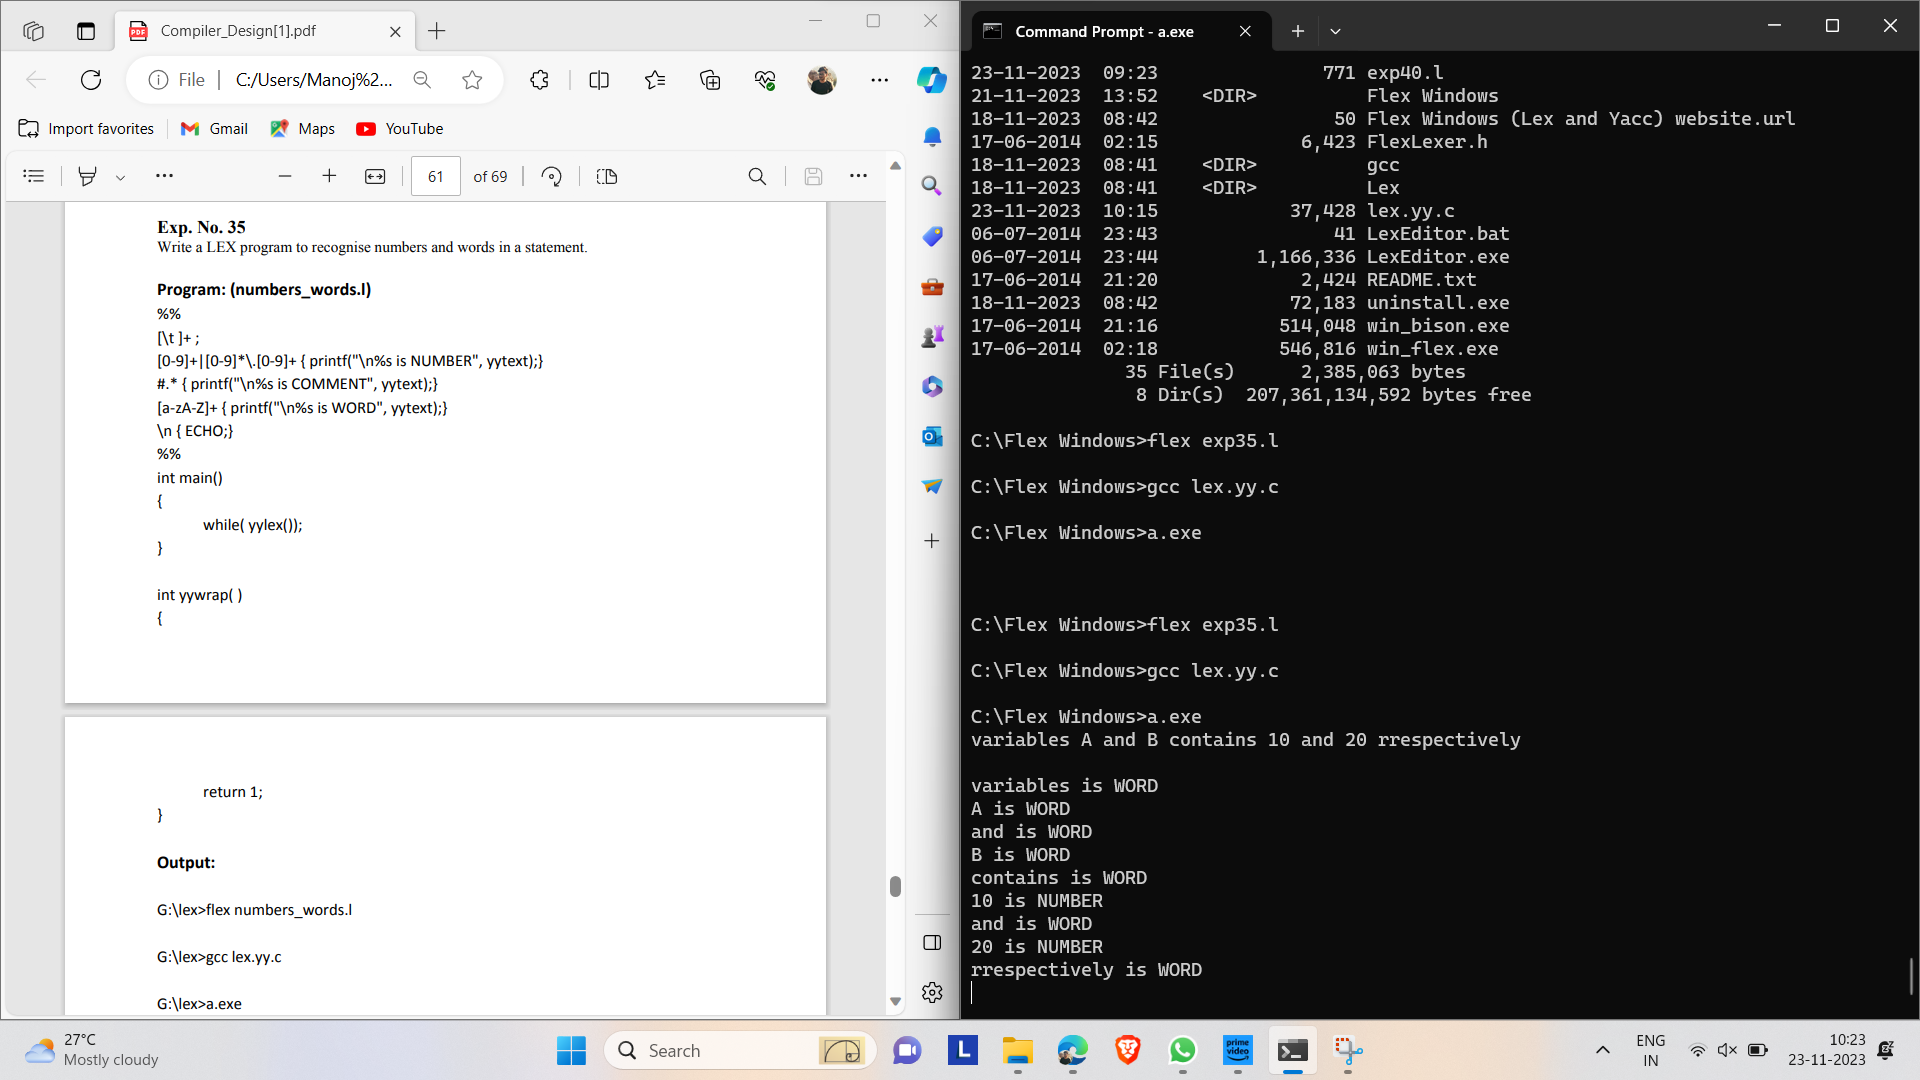 Compiler_Design[1].pdf
File
C:/Users/Manoj%2...
Import favorites
Gmail
Maps
YouTube
61
of 69
Exp. No. 35
Write a LEX program to recognise numbers and words in a statement.
Program: (numbers_words.l)
%%
[\t ]+ ;
[0-9]+|[0-9]*\.[0-9]+ { printf("\n%s is NUMBER", yytext);}
#.* { printf("\n%s is COMMENT", yytext);}
[a-zA-Z]+ { printf("\n%s is WORD", yytext);}
\n { ECHO;}
%%
int main()
{
while( yylex());
}
int yywrap( )
{
return 1;
}
Output:
G:\lex>flex numbers_words.l
G:\lex>gcc lex.yy.c
G:\lex>a.exe
Command Prompt - a.exe
23-11-2023  09:23               771 exp40.l
21-11-2023  13:52    <DIR>          Flex Windows
18-11-2023  08:42                50 Flex Windows (Lex and Yacc) website.url
17-06-2014  02:15             6,423 FlexLexer.h
18-11-2023  08:41    <DIR>          gcc
18-11-2023  08:41    <DIR>          Lex
23-11-2023  10:15            37,428 lex.yy.c
06-07-2014  23:43                41 LexEditor.bat
06-07-2014  23:44         1,166,336 LexEditor.exe
17-06-2014  21:20             2,424 README.txt
18-11-2023  08:42            72,183 uninstall.exe
17-06-2014  21:16           514,048 win_bison.exe
17-06-2014  02:18           546,816 win_flex.exe
35 File(s)      2,385,063 bytes
8 Dir(s)  207,361,134,592 bytes free
C:\Flex Windows>flex exp35.l
C:\Flex Windows>gcc lex.yy.c
C:\Flex Windows>a.exe
C:\Flex Windows>flex exp35.l
C:\Flex Windows>gcc lex.yy.c
C:\Flex Windows>a.exe
variables A and B contains 10 and 20 rrespectively
variables is WORD
A is WORD
and is WORD
B is WORD
contains is WORD
10 is NUMBER
and is WORD
20 is NUMBER
rrespectively is WORD
27°C
Mostly cloudy
Search
L
prime video
ENG
IN
10:23
23-11-2023